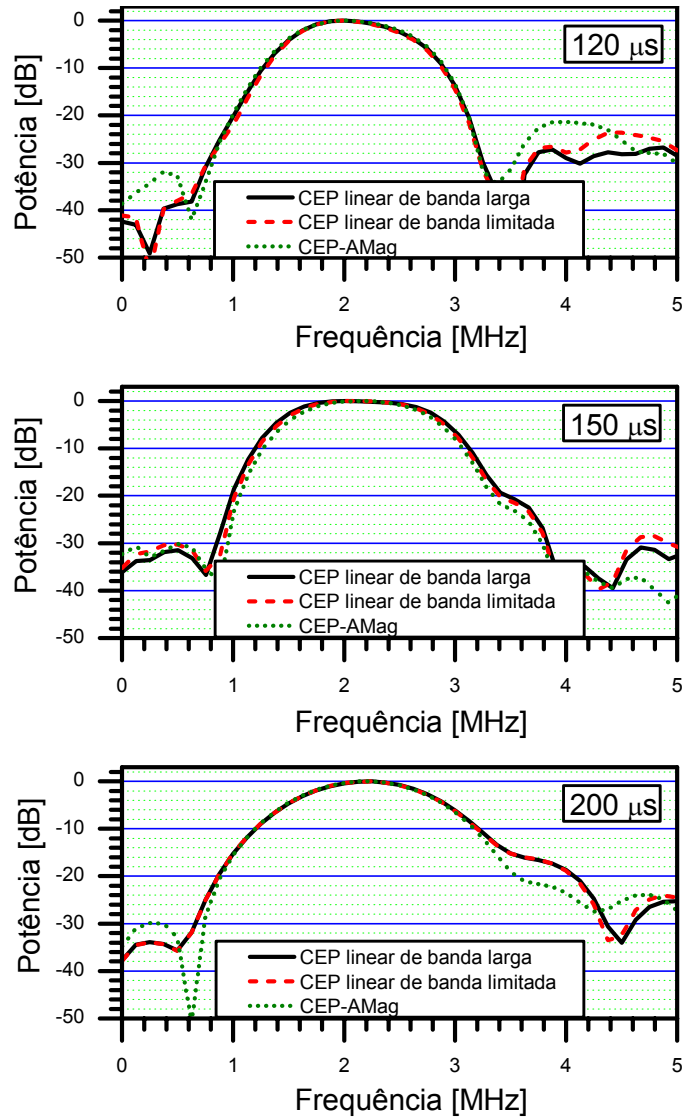 0
-10
-20
-30
-40
-50
Potência [dB]
120 µs
CEP linear de banda larga
CEP linear de banda limitada
CEP-AMag
0 1 2 3 4 5
Frequência [MHz]
0
-10
-20
-30
-40
-50
Potência [dB]
150 µs
CEP linear de banda larga
CEP linear de banda limitada
CEP-AMag
0 1 2 3 4 5
Frequência [MHz]
0
-10
-20
-30
-40
-50
Potência [dB]
200 µs
CEP linear de banda larga
CEP linear de banda limitada
CEP-AMag
0 1 2 3 4 5
Frequência [MHz]